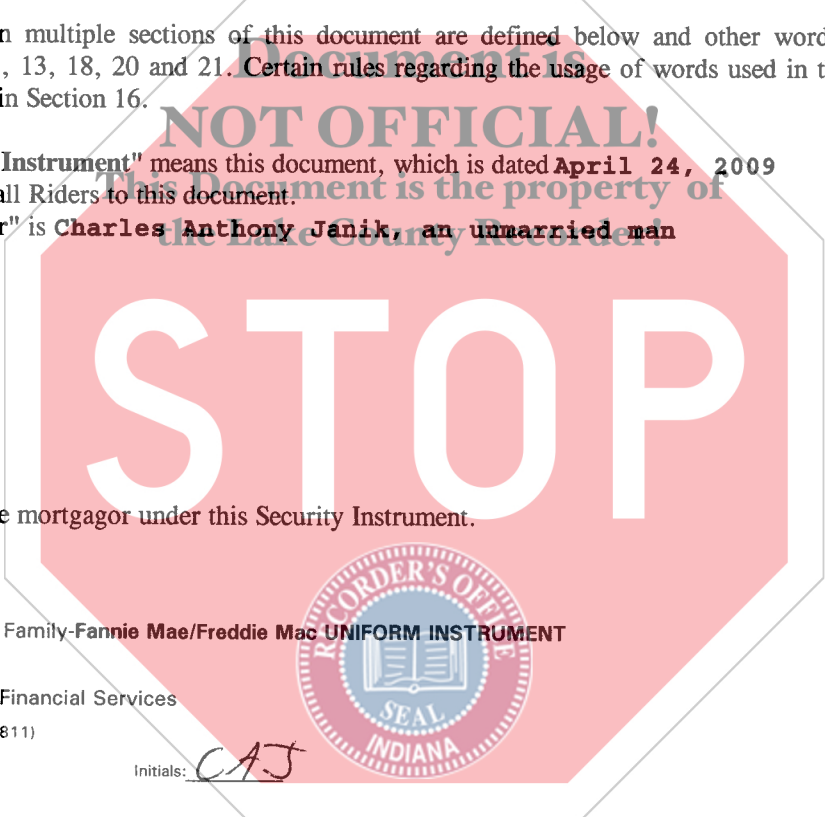 n multiple sections of this document are defined below and other word
Document is
, 13, 18, 20 and 21. Certain rules regarding the usage of words used in t
in Section 16.
NOT OFFICIAL!
Instrument" means this document, which is dated April 24, 2009
This Document is the property of
all Riders to this document.
r" is Charles Anthony Janik, an unmarried man
the Lake County Recorder!
STOP
e mortgagor under this Security Instrument.
RECORDER'S OFFICE
Family-Fannie Mae/Freddie Mac UNIFORM INSTRUMENT
Financial Services
SEAL
811)
INDIANA
Initials: CAJ